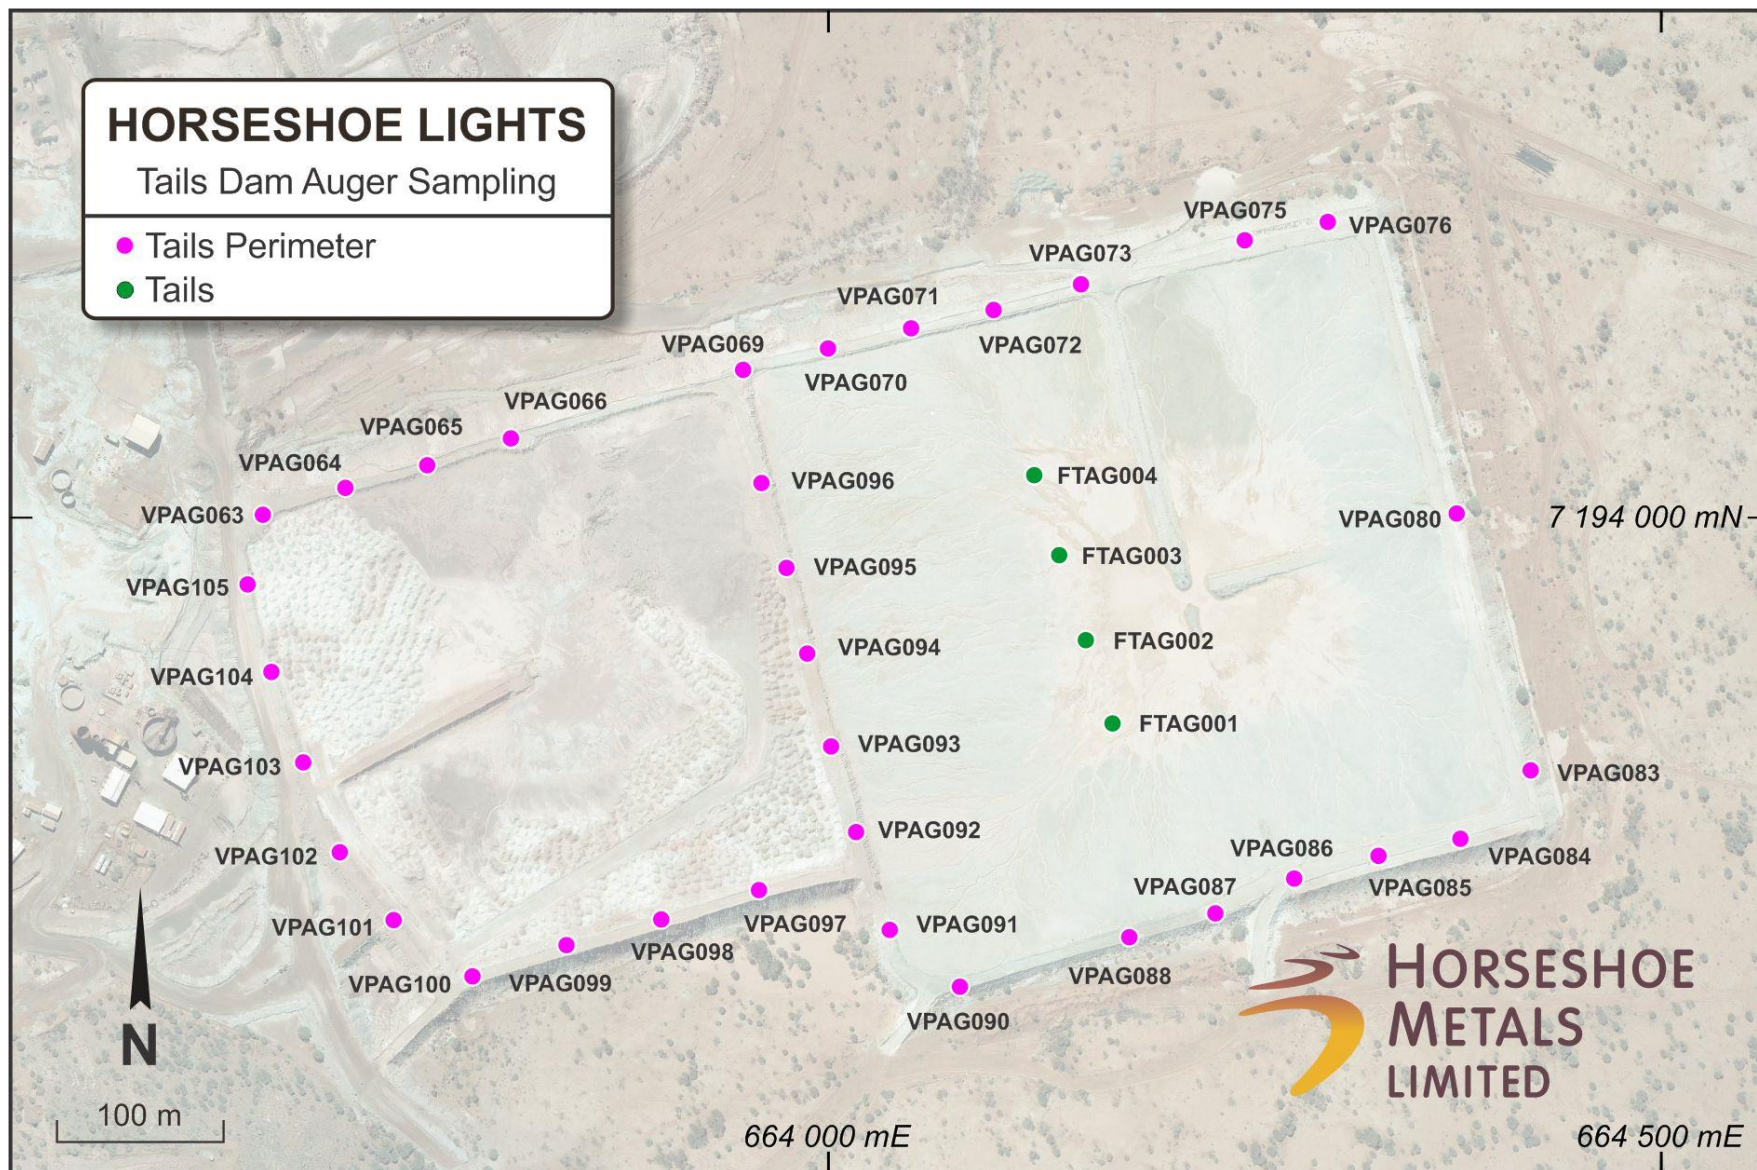 HORSESHOE LIGHTS
Tails Dam Auger Sampling
Tails Perimeter
Tails
VPAG075
VPAG076
VPAG073
VPAG071
VPAG072
VPAG069
VPAG070
VPAG066
VPAG065
VPAG064
VPAG063
VPAG096
FTAG004
VPAG080
7 194 000 mN
VPAG105
VPAG095
FTAG003
VPAG104
VPAG094
FTAG002
VPAG103
VPAG093
FTAG001
VPAG083
VPAG102
VPAG092
VPAG086
VPAG084
VPAG085
VPAG087
VPAG101
VPAG097
VPAG091
VPAG098
VPAG088
VPAG100
VPAG099
VPAG090
HORSESHOE
METALS
LIMITED
N
100 m
664 000 mE
664 500 mE